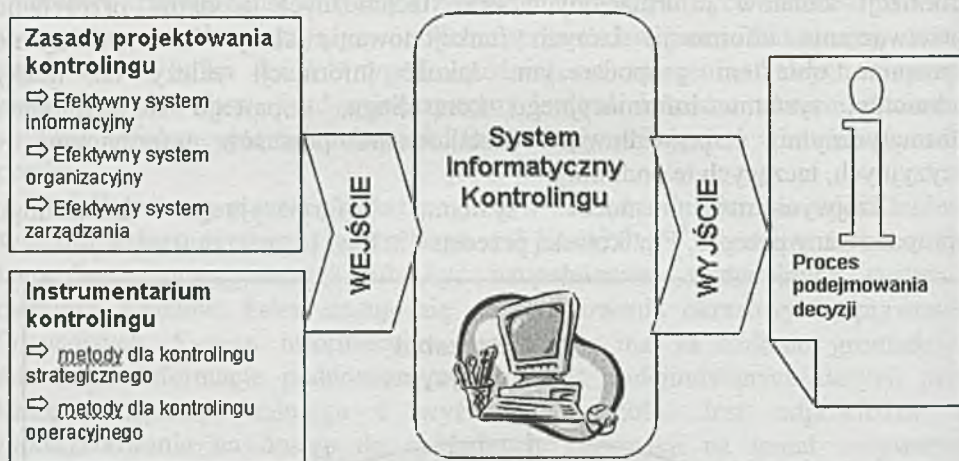 Zasady projektowania
kontrolingu
⇨ Efektywny system
informacyjny
⇨ Efektywny system
organizacyjny
⇨ Efektywny system
zarządzania
Instrumentarium
kontrolingu
⇨ metody dla kontrolingu
strategicznego
⇨ metody dla kontrolingu
operacyjnego
WEJŚCIE
System
Informatyczny
Kontrolingu
WYJŚCIE
Proces
podejmowania
decyzji